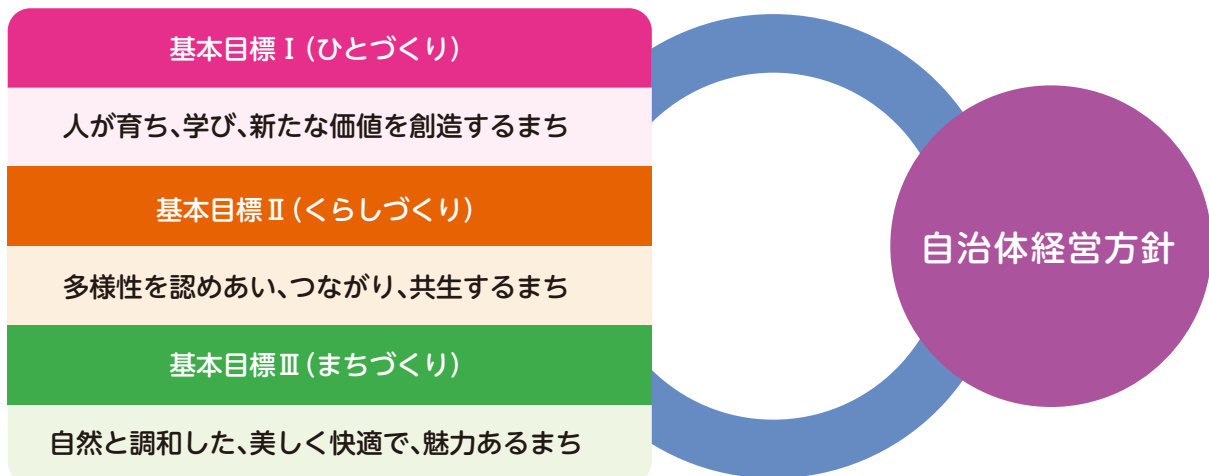 基本目標Ⅰ(ひとづくり)
人が育ち、学び、新たな価値を創造するまち
基本目標Ⅱ(くらしづくり)
多様性を認めあい、つながり、共生するまち
基本目標Ⅲ(まちづくり)
自然と調和した、美しく快適で、魅力あるまち
自治体経営方針